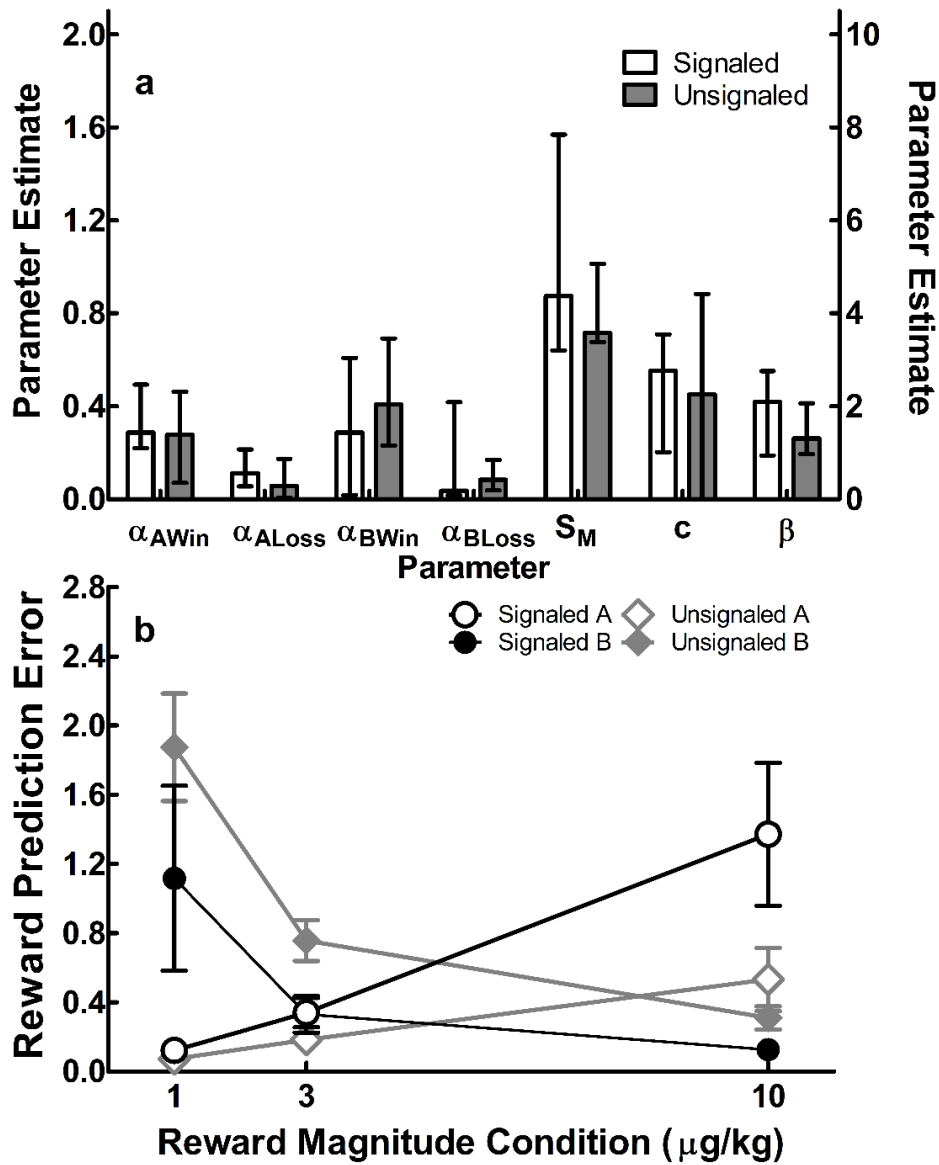 a
Signaled
Unsignaled
Parameter Estimate
2.0
1.6
1.2
0.8
0.4
0.0
10
8
6
4
2
0
Parameter Estimate
αAWin αALoss αBWin αBLoss SM c β
Parameter
b
Signaled A Unsignaled A
Signaled B Unsignaled B
Reward Prediction Error
2.8
2.4
2.0
1.6
1.2
0.8
0.4
0.0
1 3 10
Reward Magnitude Condition (μg/kg)